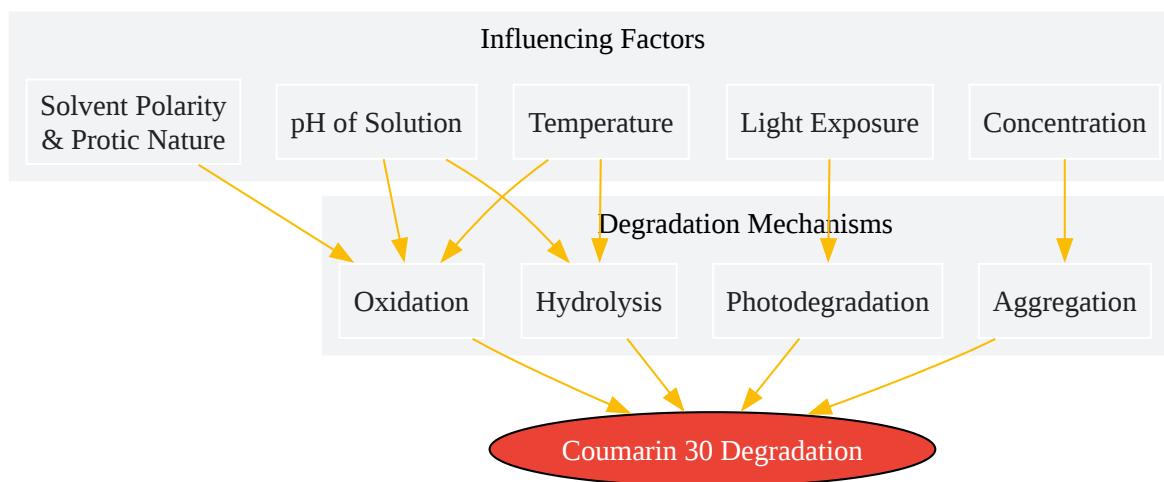 Influencing Factors
Solvent Polarity
& Protic Nature
pH of Solution
Temperature
Light Exposure
Concentration
Degradation Mechanisms
Oxidation
Hydrolysis
Photodegradation
Aggregation
Coumarin 30 Degradation